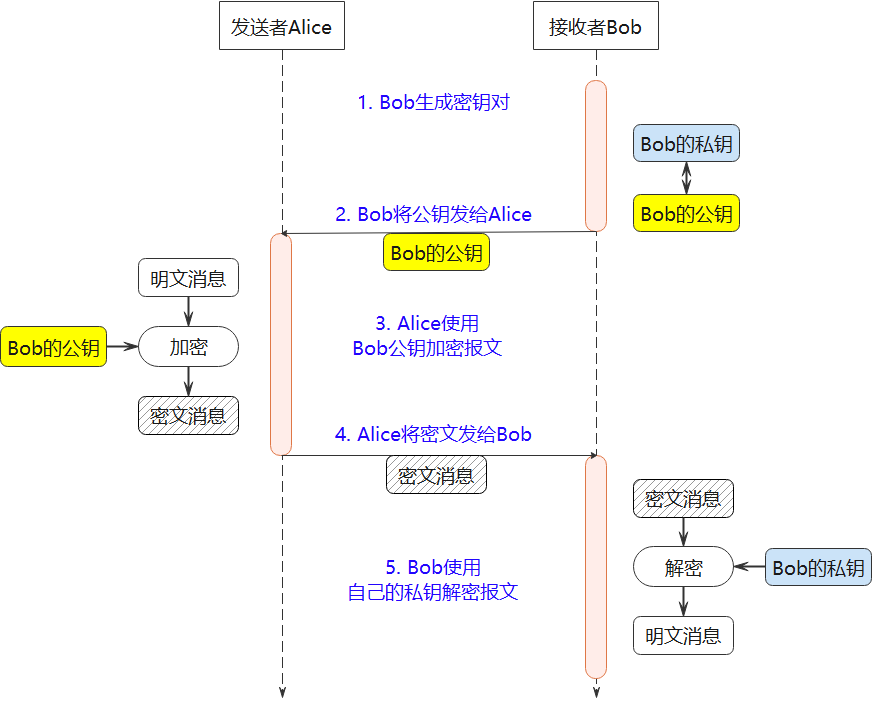 发送者Alice
接收者Bob
1. Bob生成密钥对
Bob的私钥
2. Bob将公钥发给Alice
Bob的公钥
Bob的公钥
明文消息
3. Alice使用
Bob公钥加密报文
Bob的公钥
加密
密文消息
4. Alice将密文发给Bob
密文消息
密文消息
5. Bob使用
自己的私钥解密报文
解密
Bob的私钥
明文消息